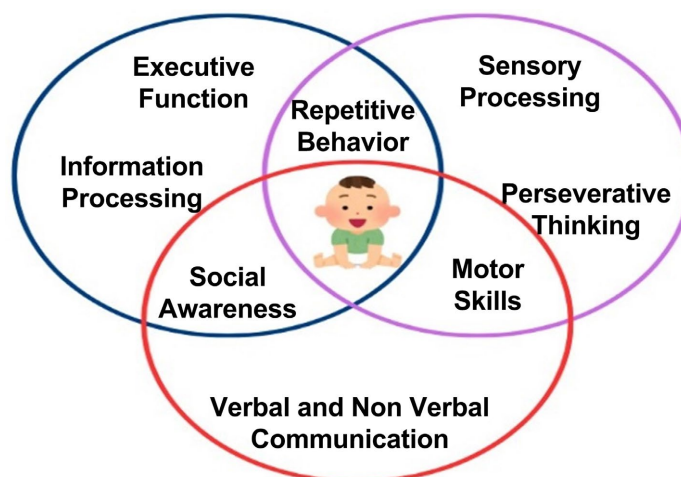 Executive
Function
Sensory
Processing
Repetitive
Behavior
Information
Processing
Perseverative
Thinking
Social
Awareness
Motor
Skills
Verbal and Non Verbal
Communication